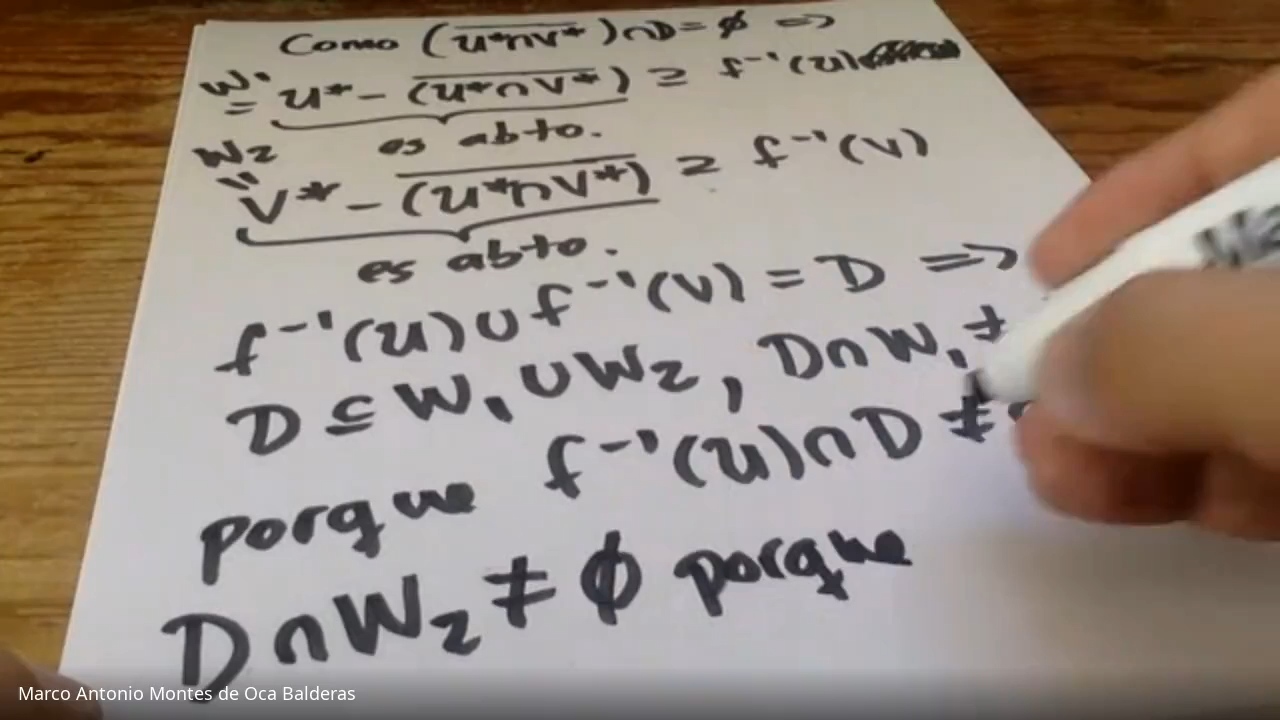 Como (U*∩V*)∩D=∅ =>
W1
= U* - (U*∩V*) ⊇ f⁻¹(U)
es abto.
W2
= V* - (U*∩V*) ⊇ f⁻¹(V)
es abto.
f⁻¹(U)∪f⁻¹(V) = D =>
D ⊆ W1 ∪ W2, D∩W1 ≠
porque f⁻¹(U)∩D ≠
D∩W2 ≠ ∅ porque
Marco Antonio Montes de Oca Balderas